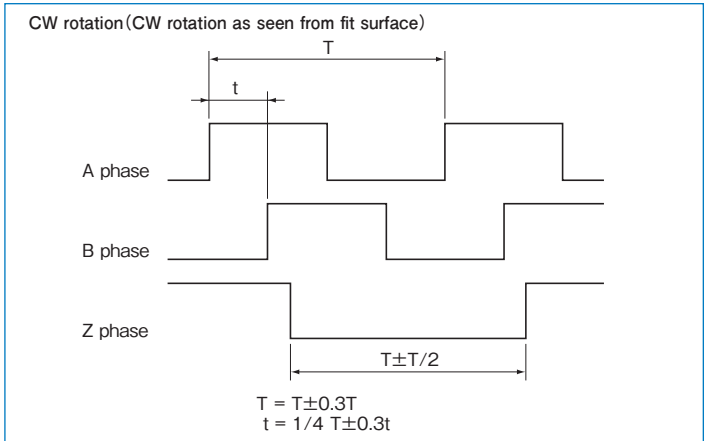 CW rotation(CW rotation as seen from fit surface)
T
t
A phase
B phase
Z phase
T±T/2
T = T±0.3T
t = 1/4 T±0.3t